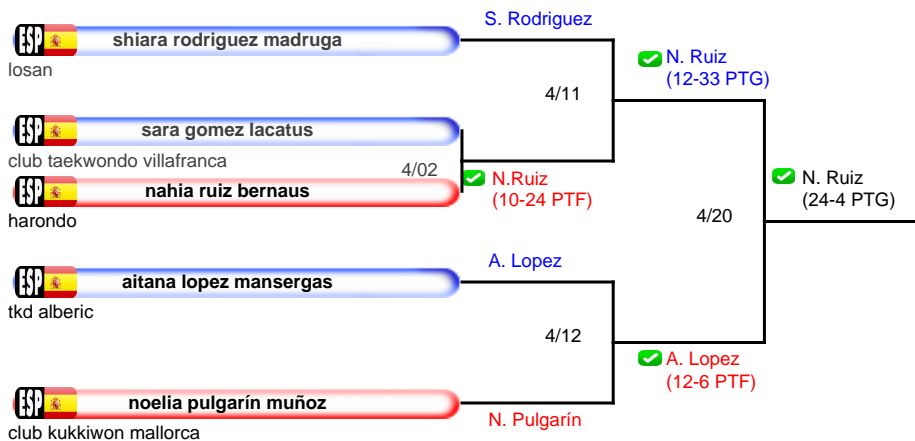 S. Rodriguez
ESP shiara rodriguez madruga
losan
4/11
N. Ruiz
(12-33 PTG)
ESP sara gomez lacatus
club taekwondo villafranca
4/02
N.Ruiz
(10-24 PTF)
ESP nahia ruiz bernaus
harondo
N. Ruiz
(24-4 PTG)
4/20
A. Lopez
ESP aitana lopez mansergas
tkd alberic
4/12
A. Lopez
(12-6 PTF)
ESP noelia pulgarín muñoz
N. Pulgarín
club kukkiwon mallorca